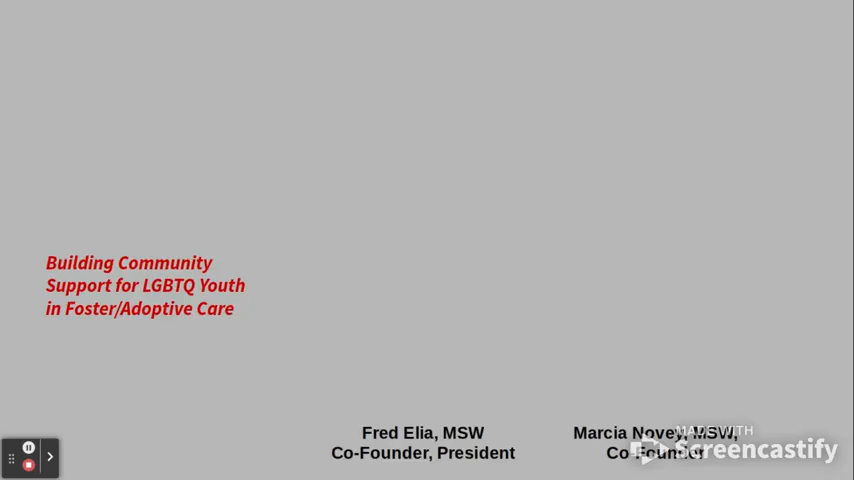 Building Community
Support for LGBTQ Youth
in Foster/Adoptive Care
Fred Elia, MSW
Co-Founder, President
Marcia Novey, MSW,
Co-Founder
MADE WITH
Screencastify